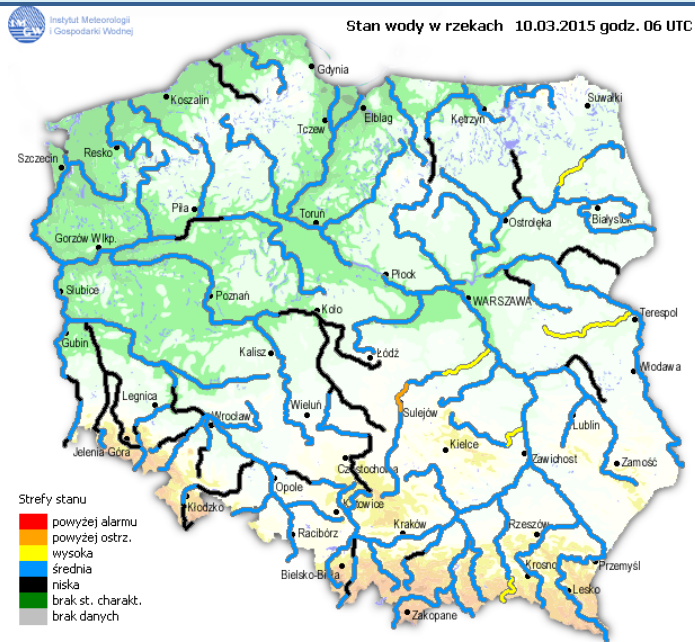 Instytut Meteorologii
i Gospodarki Wodnej
Stan wody w rzekach 10.03.2015 godz. 06 UTC
Gdynia
Koszalin
Suwałki
Elbląg
Kętrzyn
Tczew
Resko
Szczecin
Piła
Toruń
Ostrołęka
Białystok
Gorzów Wlkp.
Płock
Słubice
Poznań
WARSZAWA
Koło
Terespol
Gubin
Kalisz
Łódź
Włodawa
Legnica
Wieluń
Sulejów
Wrocław
Lublin
Jelenia Góra
Kielce
Częstochowa
Zawichost
Zamość
Opole
Kłodzko
Katowice
Racibórz
Kraków
Rzeszów
Bielsko-Biała
Krosno
Przemyśl
Lesko
Zakopane
Strefy stanu
powyżej alarmu
powyżej ostrz.
wysoka
średnia
niska
brak st. charakt.
brak danych